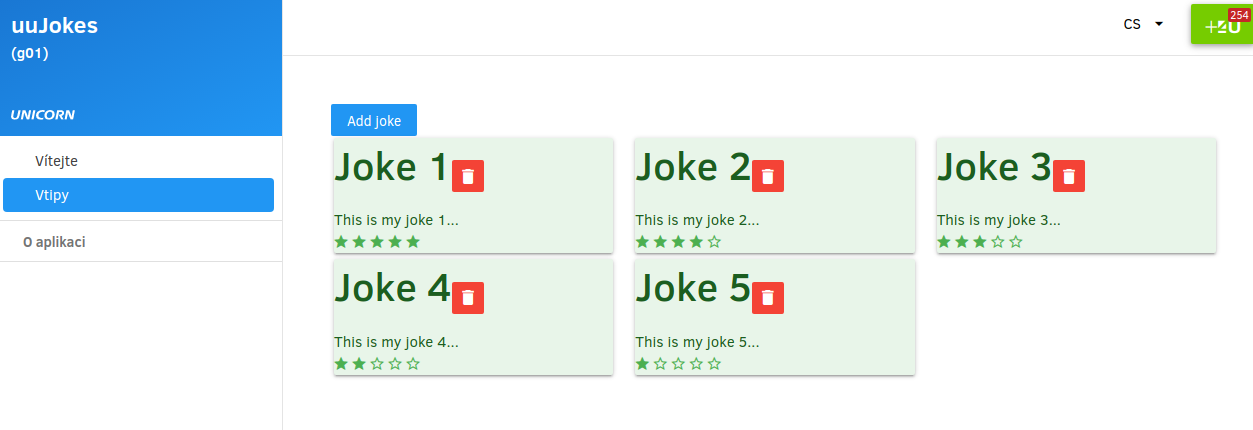 uuJokes
(g01)
UNICORN
Vítejte
Vtipy
O aplikaci
CS
254
Add joke
Joke 1
This is my joke 1...
Joke 2
This is my joke 2...
Joke 3
This is my joke 3...
Joke 4
This is my joke 4...
Joke 5
This is my joke 5...